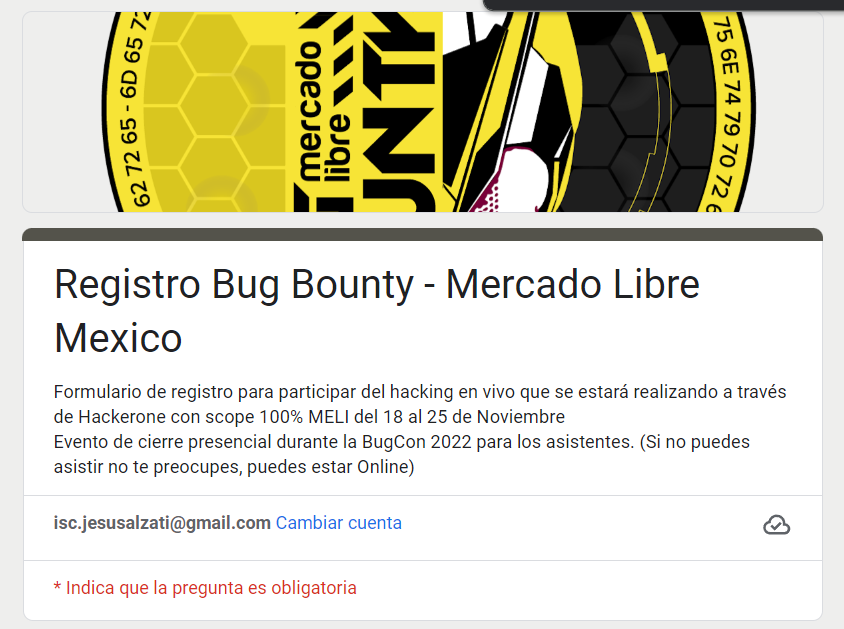 62 72 65 - 6D 65 72
mercado
libre
UNTY
75 6E 74 79 70 72 6
Registro Bug Bounty - Mercado Libre
Mexico
Formulario de registro para participar del hacking en vivo que se estará realizando a través
de Hackerone con scope 100% MELI del 18 al 25 de Noviembre
Evento de cierre presencial durante la BugCon 2022 para los asistentes. (Si no puedes
asistir no te preocupes, puedes estar Online)
isc.jesusalzati@gmail.com Cambiar cuenta
* Indica que la pregunta es obligatoria